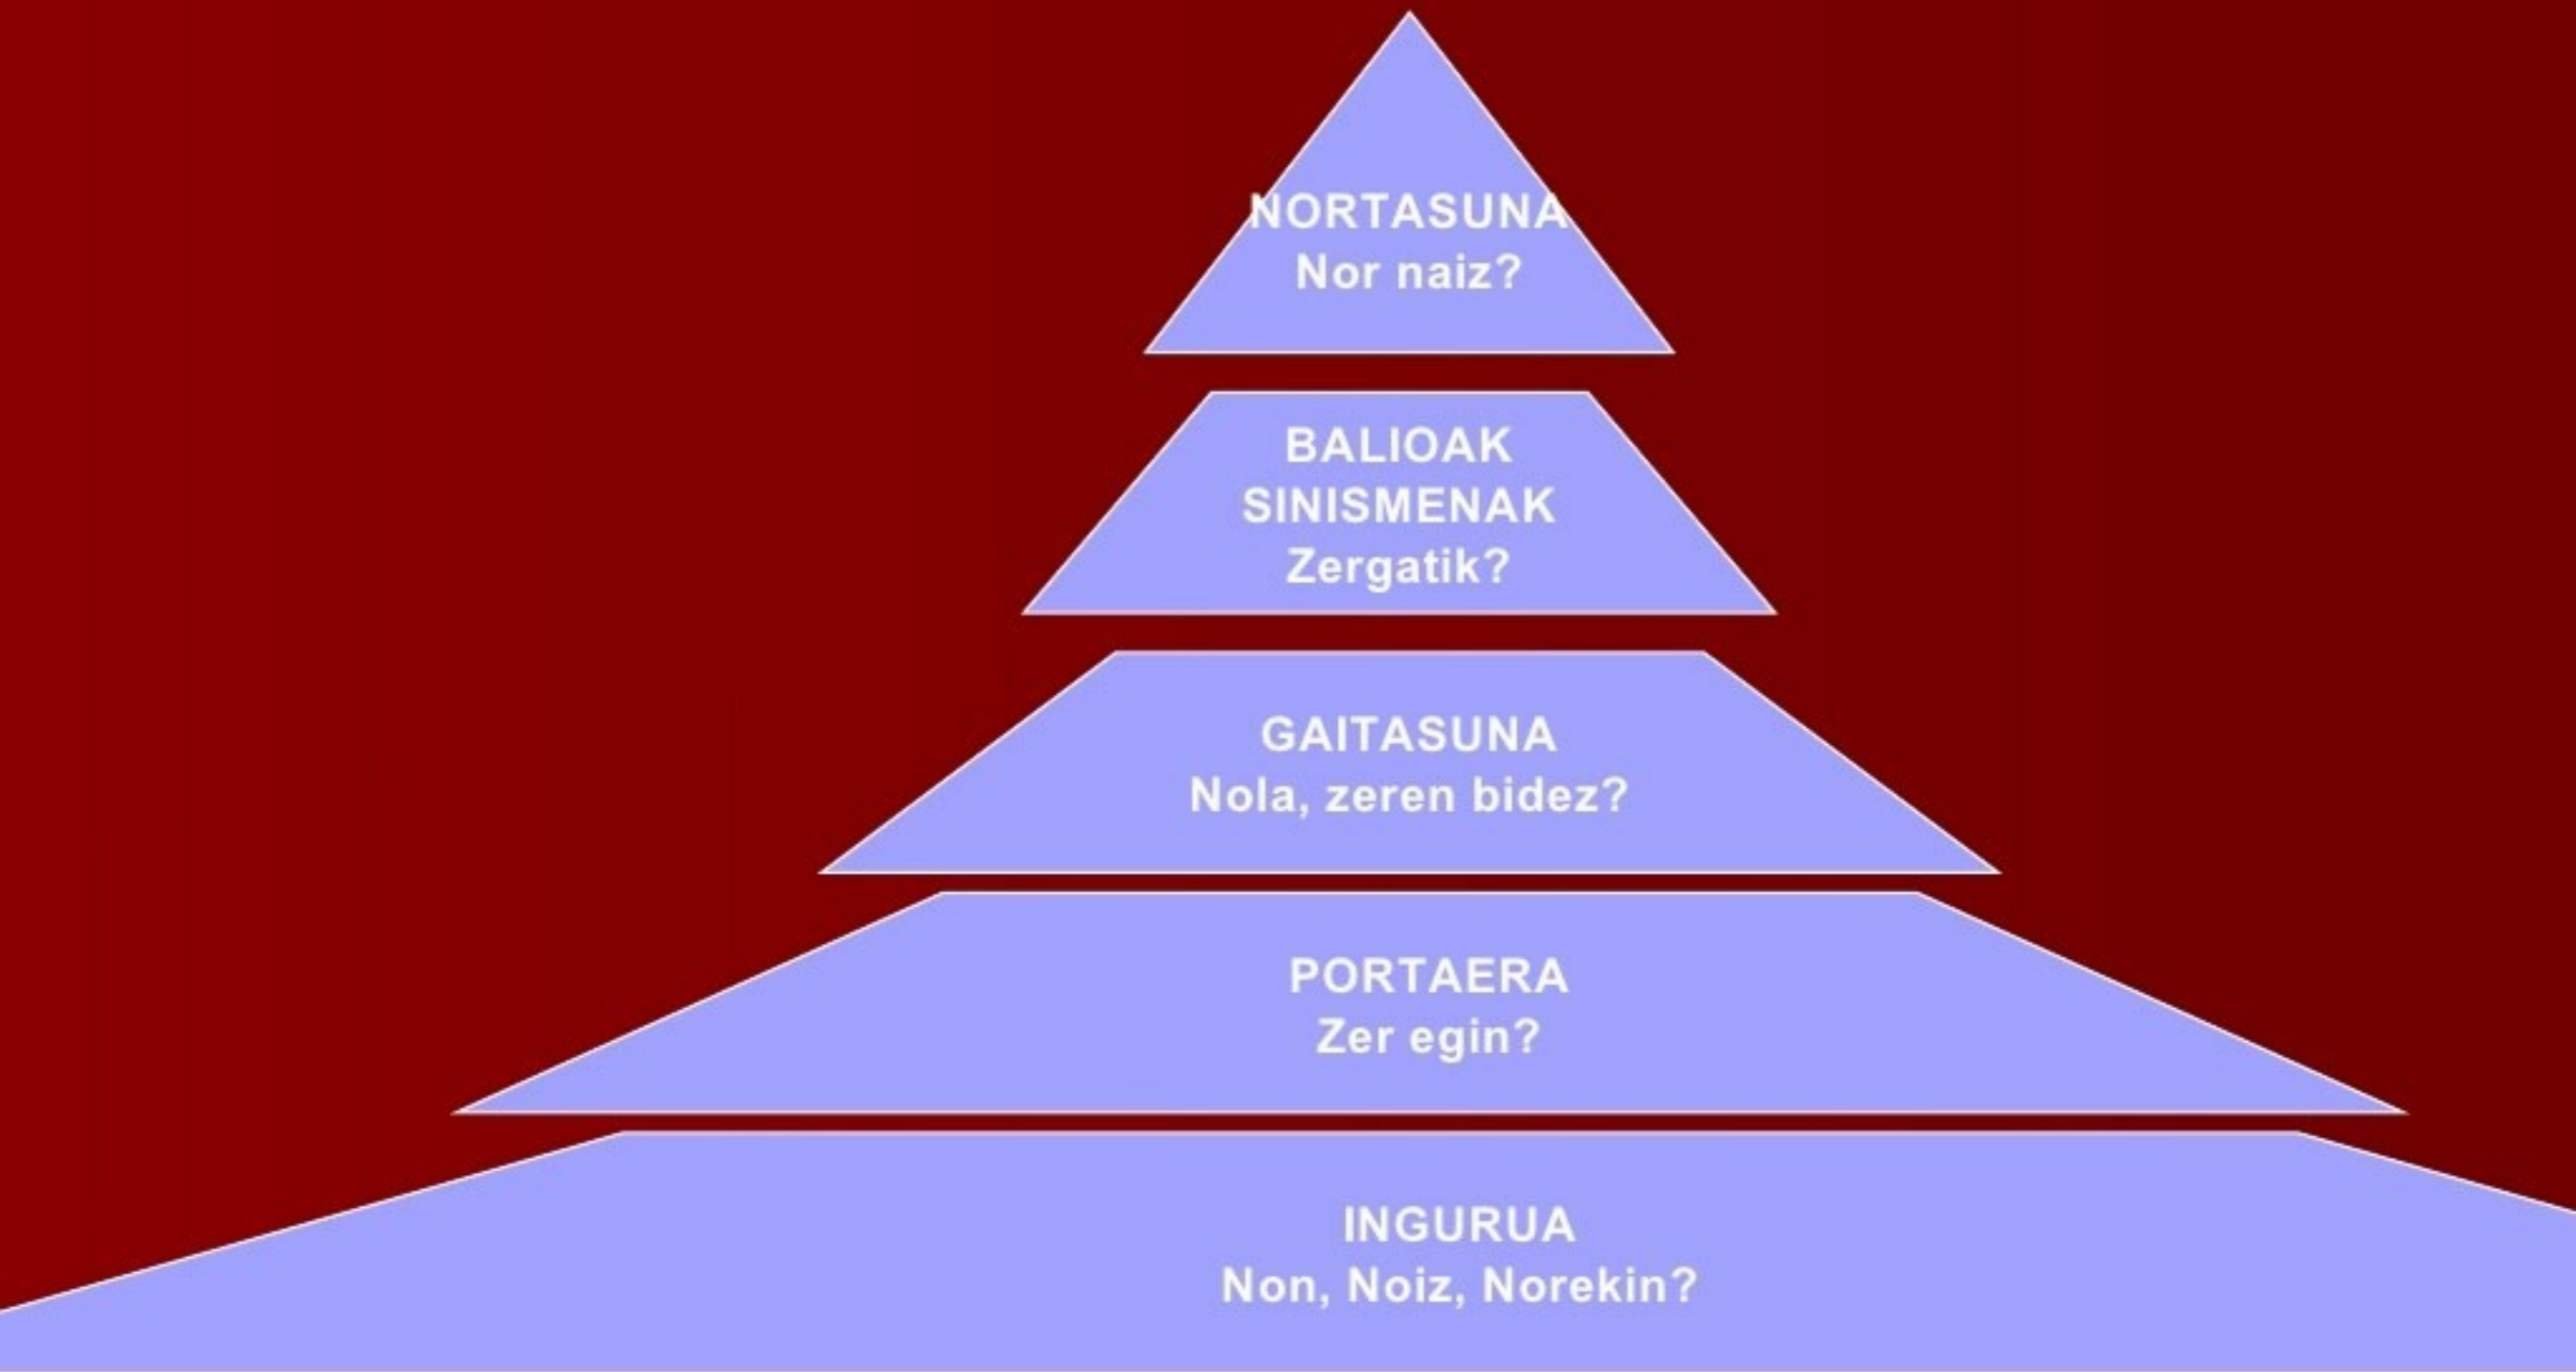 NORTASUNA
Nor naiz?
BALIOAK
SINISMENAK
Zergatik?
GAITASUNA
Nola, zeren bidez?
PORTAERA
Zer egin?
INGURUA
Non, Noiz, Norekin?